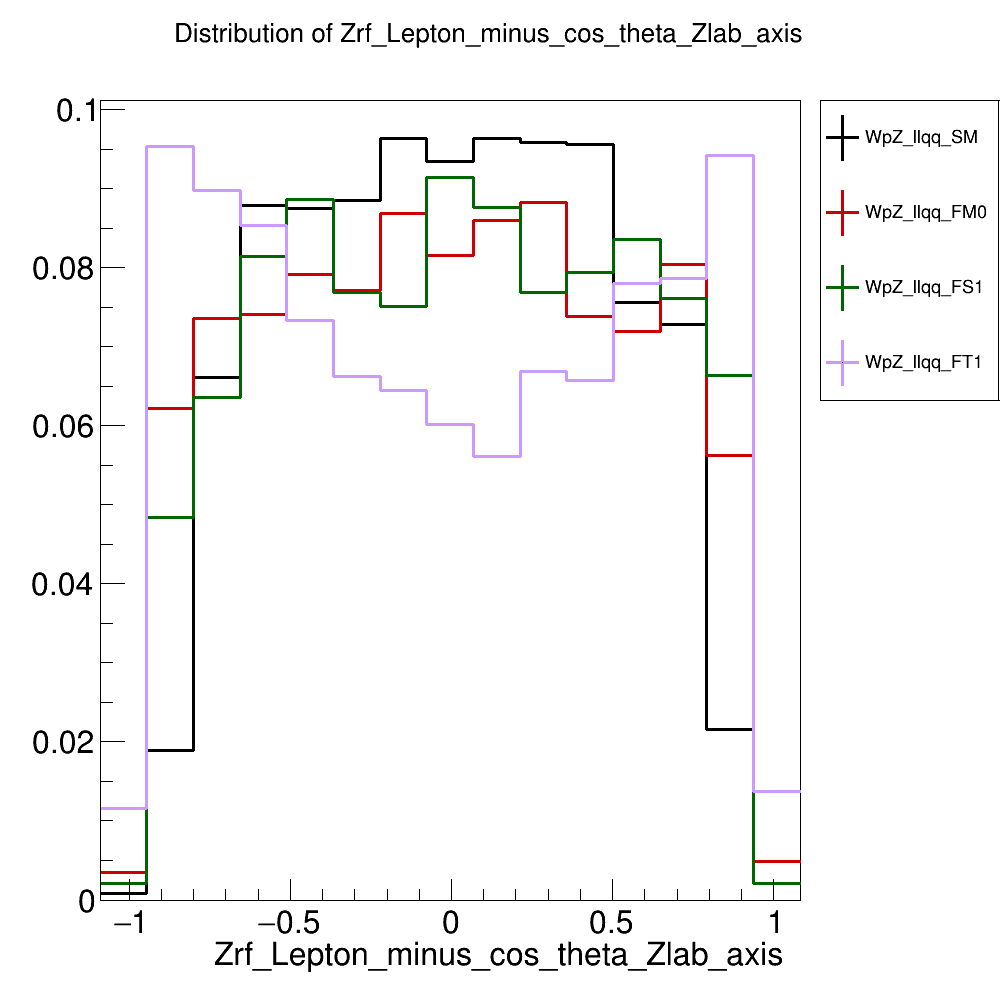 Distribution of Zrf_Lepton_minus_cos_theta_Zlab_axis
0.1
0.08
0.06
0.04
0.02
0
−1 −0.5 0 0.5 1
Zrf_Lepton_minus_cos_theta_Zlab_axis
WpZ_llqq_SM
WpZ_llqq_FM0
WpZ_llqq_FS1
WpZ_llqq_FT1